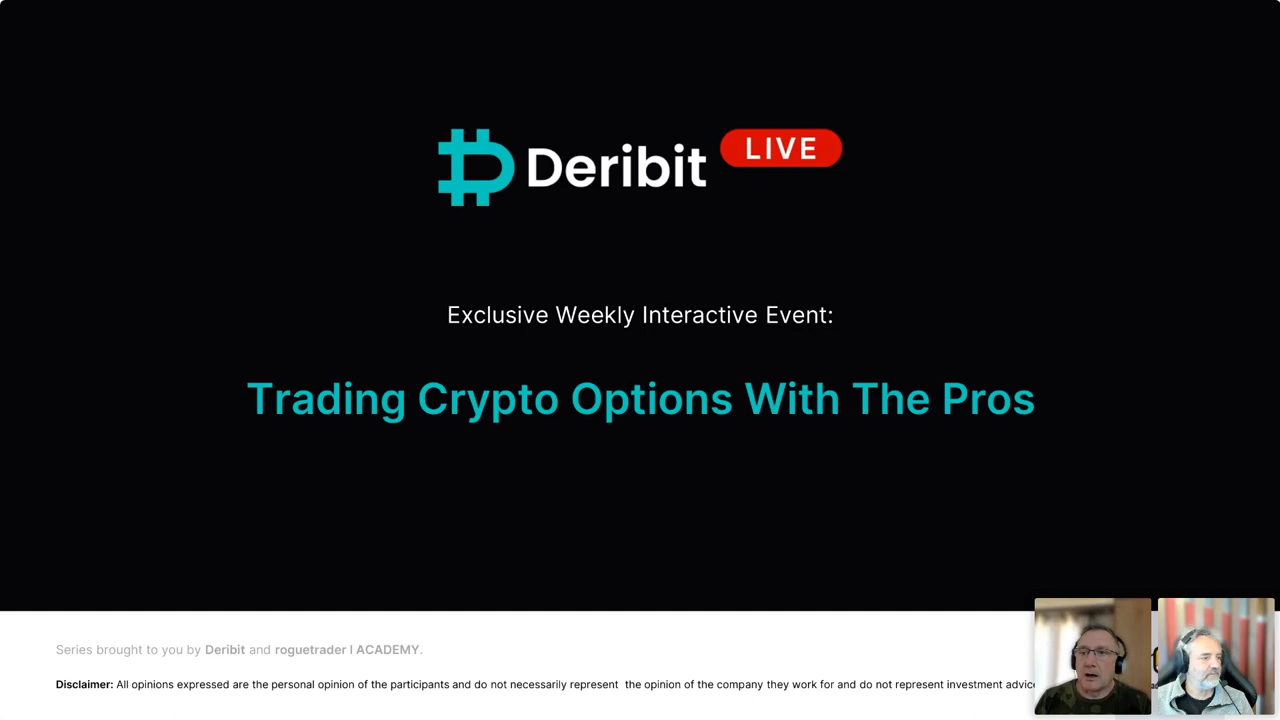 Deribit LIVE
Exclusive Weekly Interactive Event:
Trading Crypto Options With The Pros
Series brought to you by Deribit and roguetrader I ACADEMY.
Disclaimer: All opinions expressed are the personal opinion of the participants and do not necessarily represent the opinion of the company they work for and do not represent investment